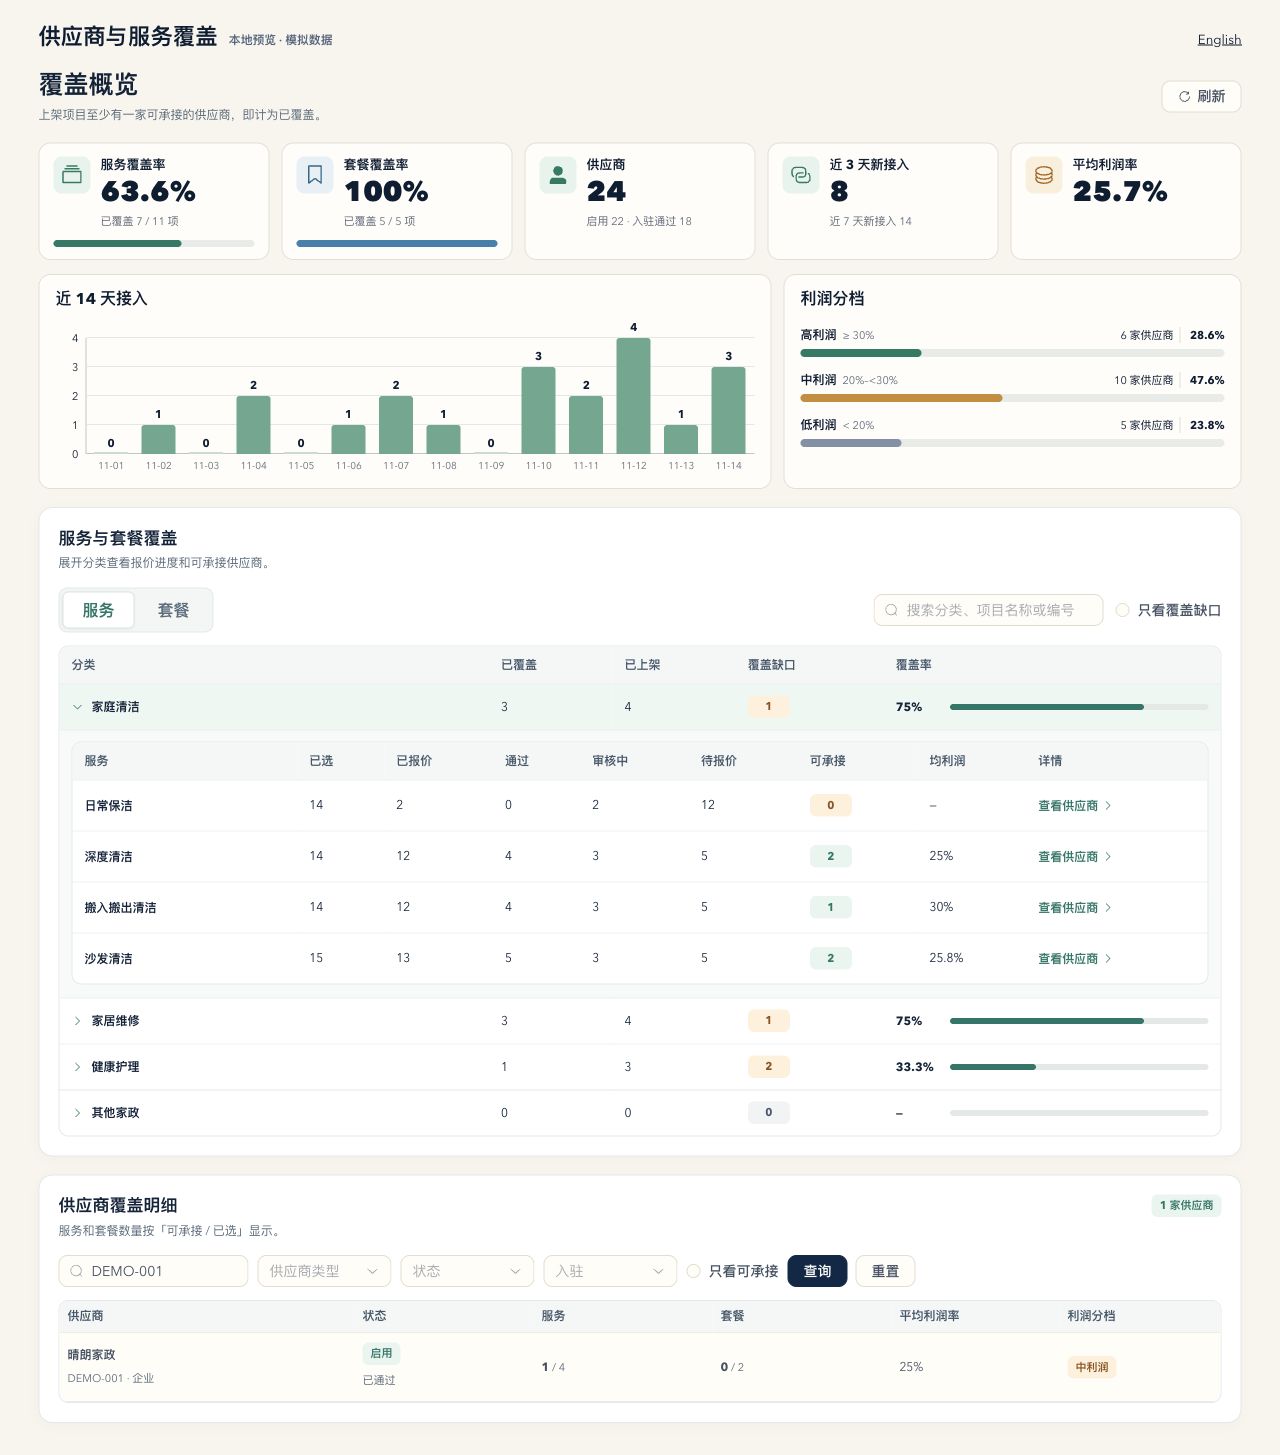 供应商与服务覆盖 本地预览 · 模拟数据
English
覆盖概览
上架项目至少有一家可承接的供应商，即计为已覆盖。
刷新
服务覆盖率
63.6%
已覆盖 7 / 11 项
套餐覆盖率
100%
已覆盖 5 / 5 项
供应商
24
启用 22 · 入驻通过 18
近 3 天新接入
8
近 7 天新接入 14
平均利润率
25.7%
近 14 天接入
4
3
2
1
0
0 1 0 2 0 1 2 1 0 3 2 4 1 3
11-01 11-02 11-03 11-04 11-05 11-06 11-07 11-08 11-09 11-10 11-11 11-12 11-13 11-14
利润分档
高利润 ≥ 30% 6 家供应商 28.6%
中利润 20%–<30% 10 家供应商 47.6%
低利润 < 20% 5 家供应商 23.8%
服务与套餐覆盖
展开分类查看报价进度和可承接供应商。
服务 套餐
搜索分类、项目名称或编号 只看覆盖缺口
分类 已覆盖 已上架 覆盖缺口 覆盖率
家庭清洁 3 4 1 75%
服务 已选 已报价 通过 审核中 待报价 可承接 均利润 详情
日常保洁 14 2 0 2 12 0 – 查看供应商
深度清洁 14 12 4 3 5 2 25% 查看供应商
搬入搬出清洁 14 12 4 3 5 1 30% 查看供应商
沙发清洁 15 13 5 3 5 2 25.8% 查看供应商
家居维修 3 4 1 75%
健康护理 1 3 2 33.3%
其他家政 0 0 0 –
供应商覆盖明细
1 家供应商
服务和套餐数量按「可承接 / 已选」显示。
DEMO-001 供应商类型 状态 入驻 只看可承接 查询 重置
供应商 状态 服务 套餐 平均利润率 利润分档
晴朗家政 启用 1 / 4 0 / 2 25% 中利润
DEMO-001 · 企业 已通过